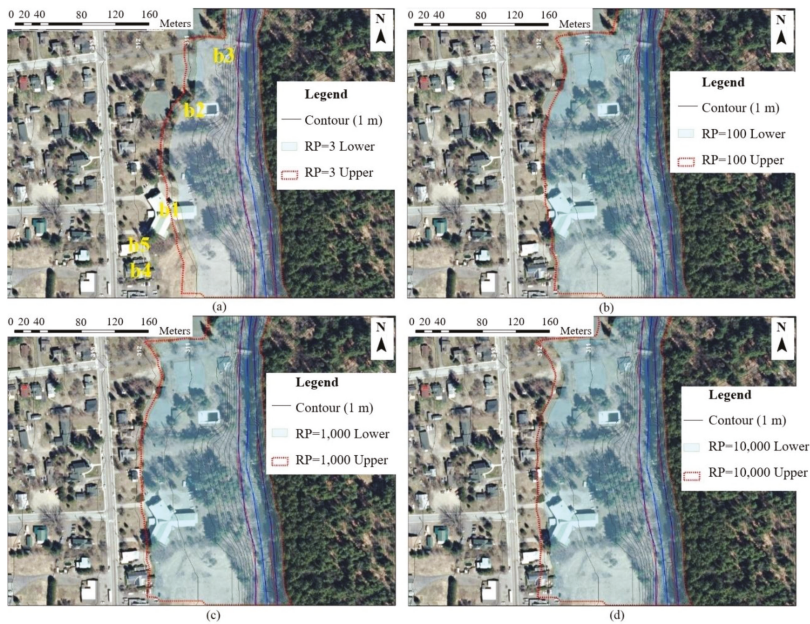 0 20 40 80 120 160
Meters
N
b3
b2
b1
b5
b4
Legend
Contour (1 m)
RP=3 Lower
RP=3 Upper
(a)
0 20 40 80 120 160
Meters
N
Legend
Contour (1 m)
RP=100 Lower
RP=100 Upper
(b)
0 20 40 80 120 160
Meters
N
Legend
Contour (1 m)
RP=1,000 Lower
RP=1,000 Upper
(c)
0 20 40 80 120 160
Meters
N
Legend
Contour (1 m)
RP=10,000 Lower
RP=10,000 Upper
(d)